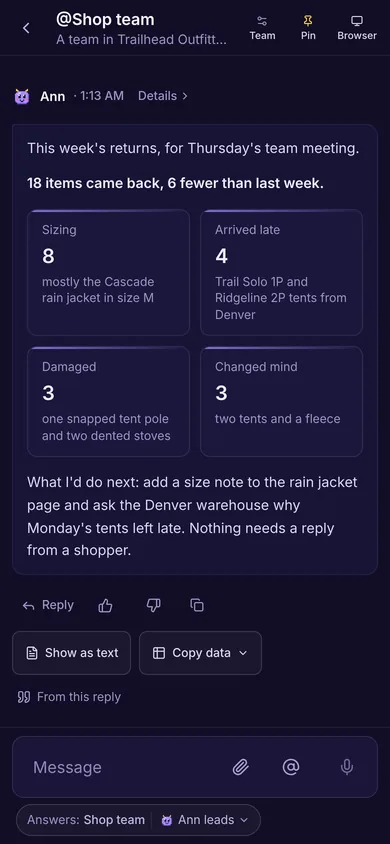 @Shop team
A team in Trailhead Outfitt...
Team
Pin
Browser
Ann · 1:13 AM Details
This week's returns, for Thursday's team meeting.
18 items came back, 6 fewer than last week.
Sizing
8
mostly the Cascade
rain jacket in size M
Arrived late
4
Trail Solo 1P and
Ridgeline 2P tents from
Denver
Damaged
3
one snapped tent pole
and two dented stoves
Changed mind
3
two tents and a fleece
What I'd do next: add a size note to the rain jacket
page and ask the Denver warehouse why
Monday's tents left late. Nothing needs a reply
from a shopper.
Reply
Show as text
Copy data
From this reply
Message
Answers: Shop team
Ann leads